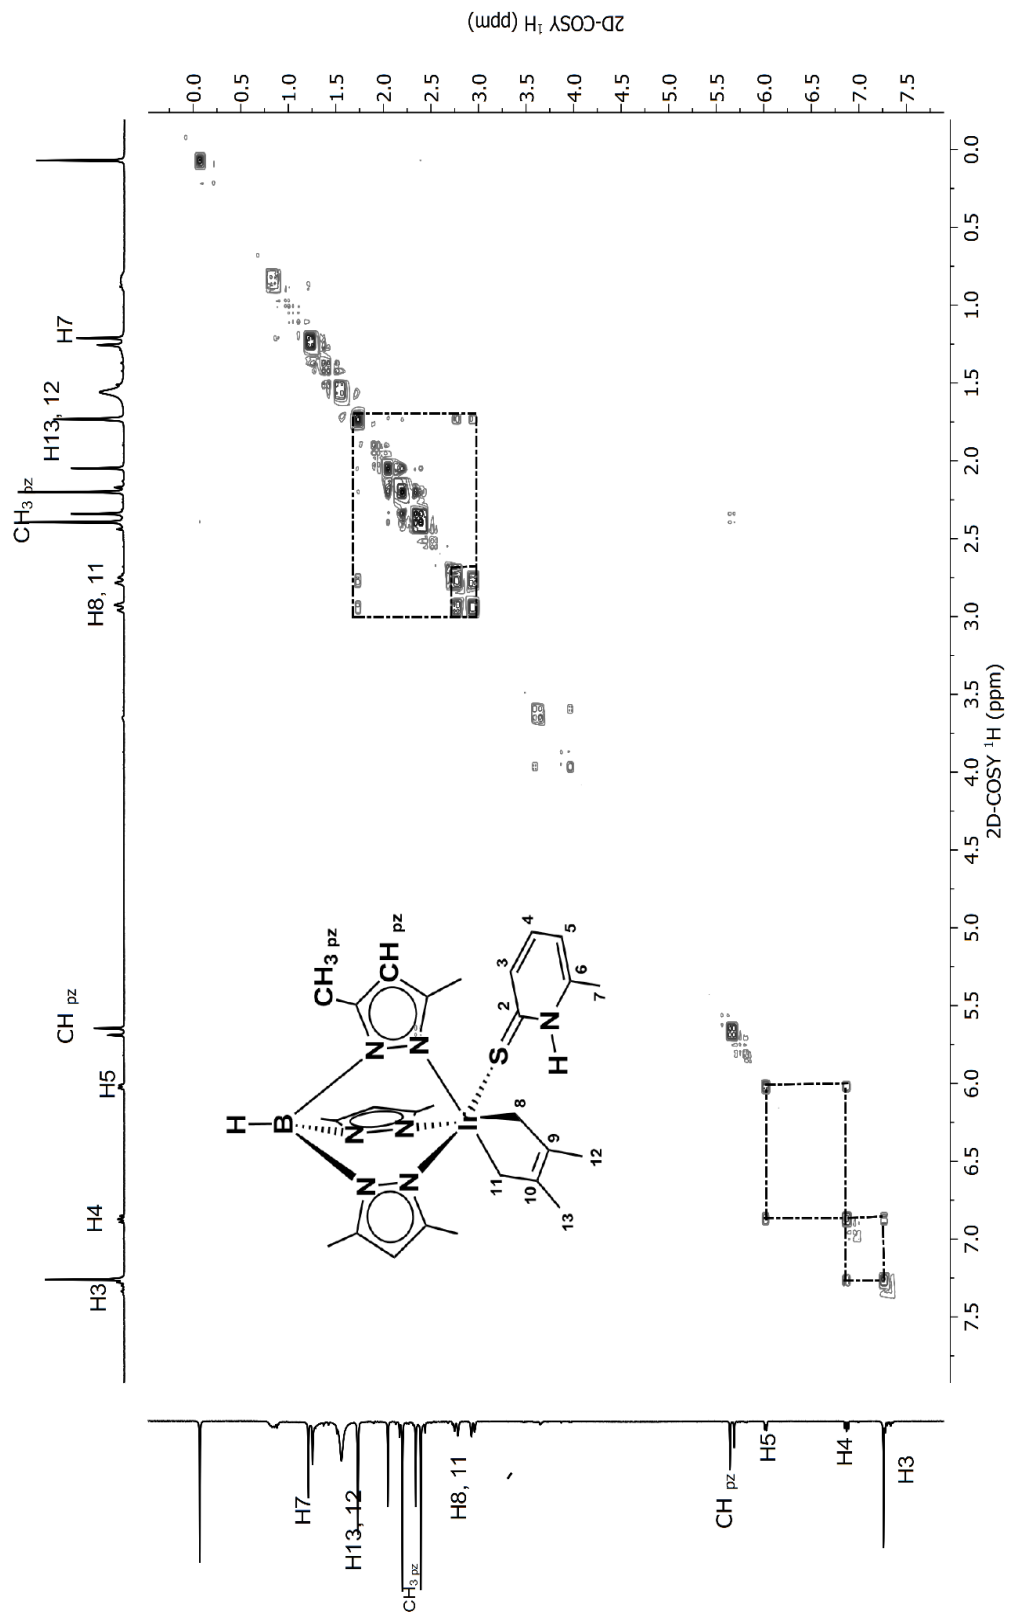 2D-COSY ¹H (ppm)
0.0 0.5 1.0 1.5 2.0 2.5 3.0 3.5 4.0 4.5 5.0 5.5 6.0 6.5 7.0 7.5
H3
H4
H5
CH pz
H8, 11
CH3 pz
H13, 12
H7
H
B
N
N
N
N
N
N
CH3 pz
CH pz
Ir
S
N
H
2
3
4
5
6
7
8
9
10
11
12
13
0.0 0.5 1.0 1.5 2.0 2.5 3.0 3.5 4.0 4.5 5.0 5.5 6.0 6.5 7.0 7.5
2D-COSY ¹H (ppm)
H7
H13, 12
CH3 pz
H8, 11
CH pz
H5
H4
H3